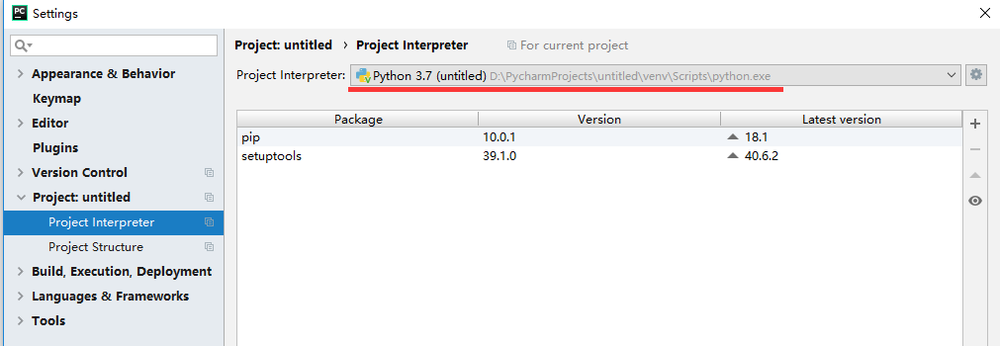 PC Settings
Project: untitled › Project Interpreter For current project
Appearance & Behavior
Project Interpreter: Python 3.7 (untitled) D:\PycharmProjects\untitled\venv\Scripts\python.exe
Keymap
Editor
Plugins
Version Control
Project: untitled
Project Interpreter
Project Structure
Build, Execution, Deployment
Languages & Frameworks
Tools
Package Version Latest version
pip 10.0.1 18.1
setuptools 39.1.0 40.6.2